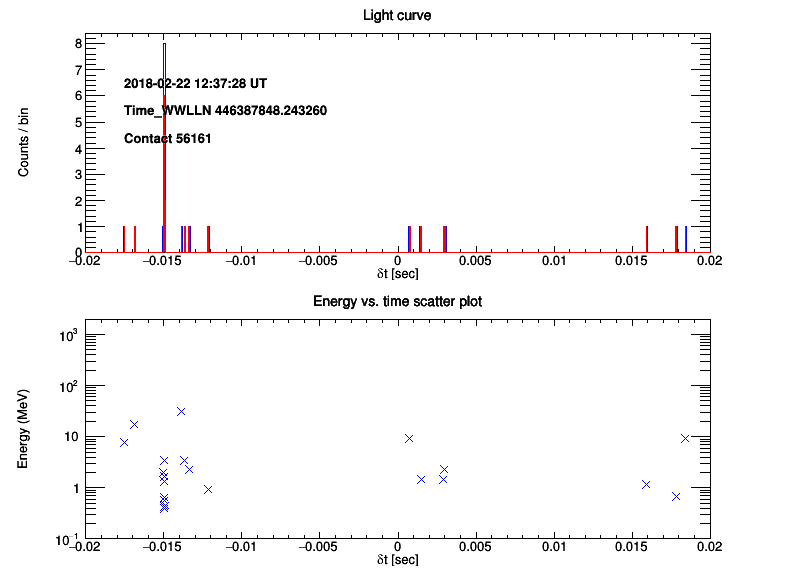 Light curve
Counts / bin
8
7
6
5
4
3
2
1
0
2018-02-22 12:37:28 UT
Time_WWLLN 446387848.243260
Contact 56161
−0.02 −0.015 −0.01 −0.005 0 0.005 0.01 0.015 0.02
δt [sec]
Energy vs. time scatter plot
Energy (MeV)
10³
10²
10
1
10⁻¹
−0.02 −0.015 −0.01 −0.005 0 0.005 0.01 0.015 0.02
δt [sec]